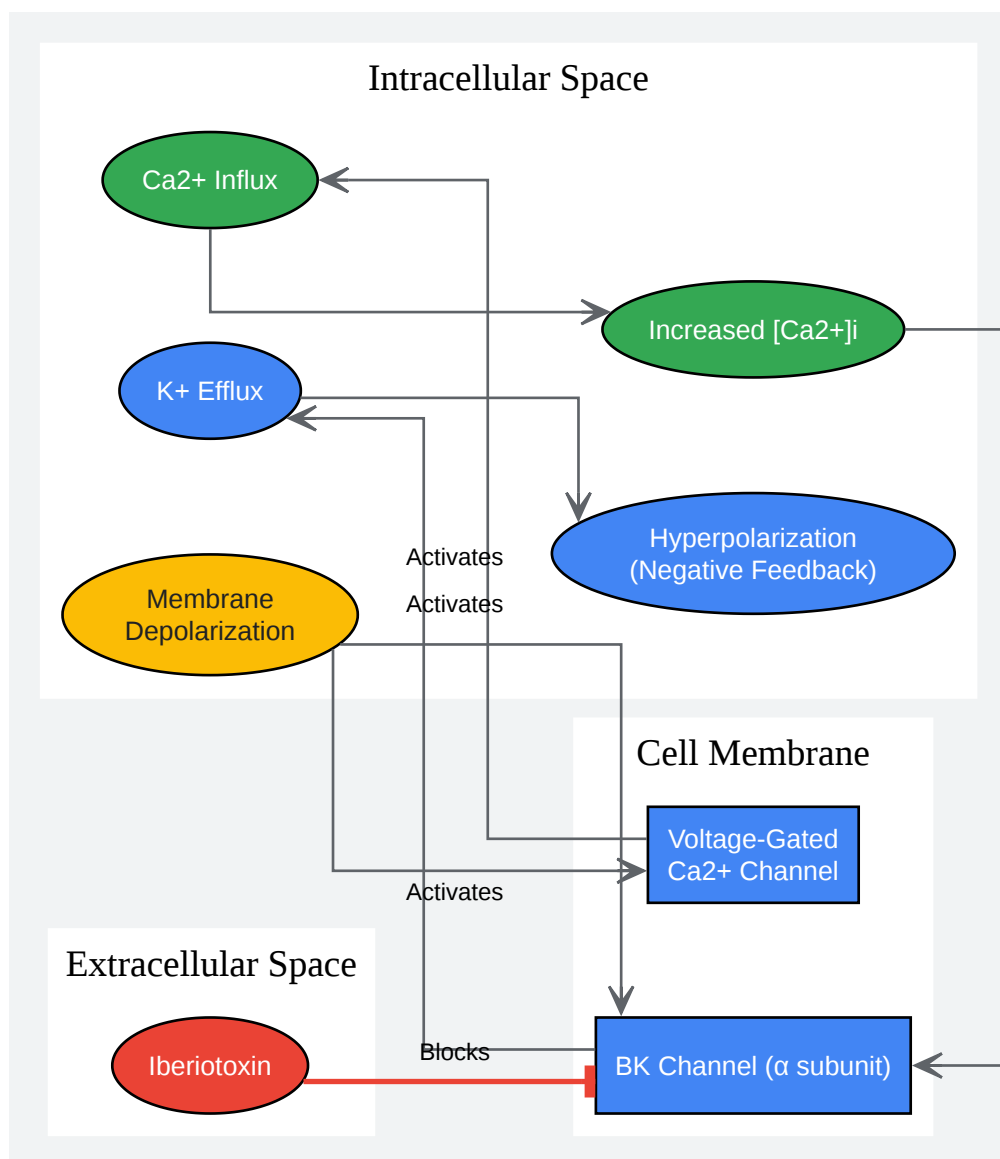 Intracellular Space
Ca2+ Influx
Increased [Ca2+]i
K+ Efflux
Hyperpolarization
(Negative Feedback)
Activates
Activates
Membrane
Depolarization
Cell Membrane
Voltage-Gated
Ca2+ Channel
Activates
Extracellular Space
Iberiotoxin
Blocks
BK Channel (α subunit)